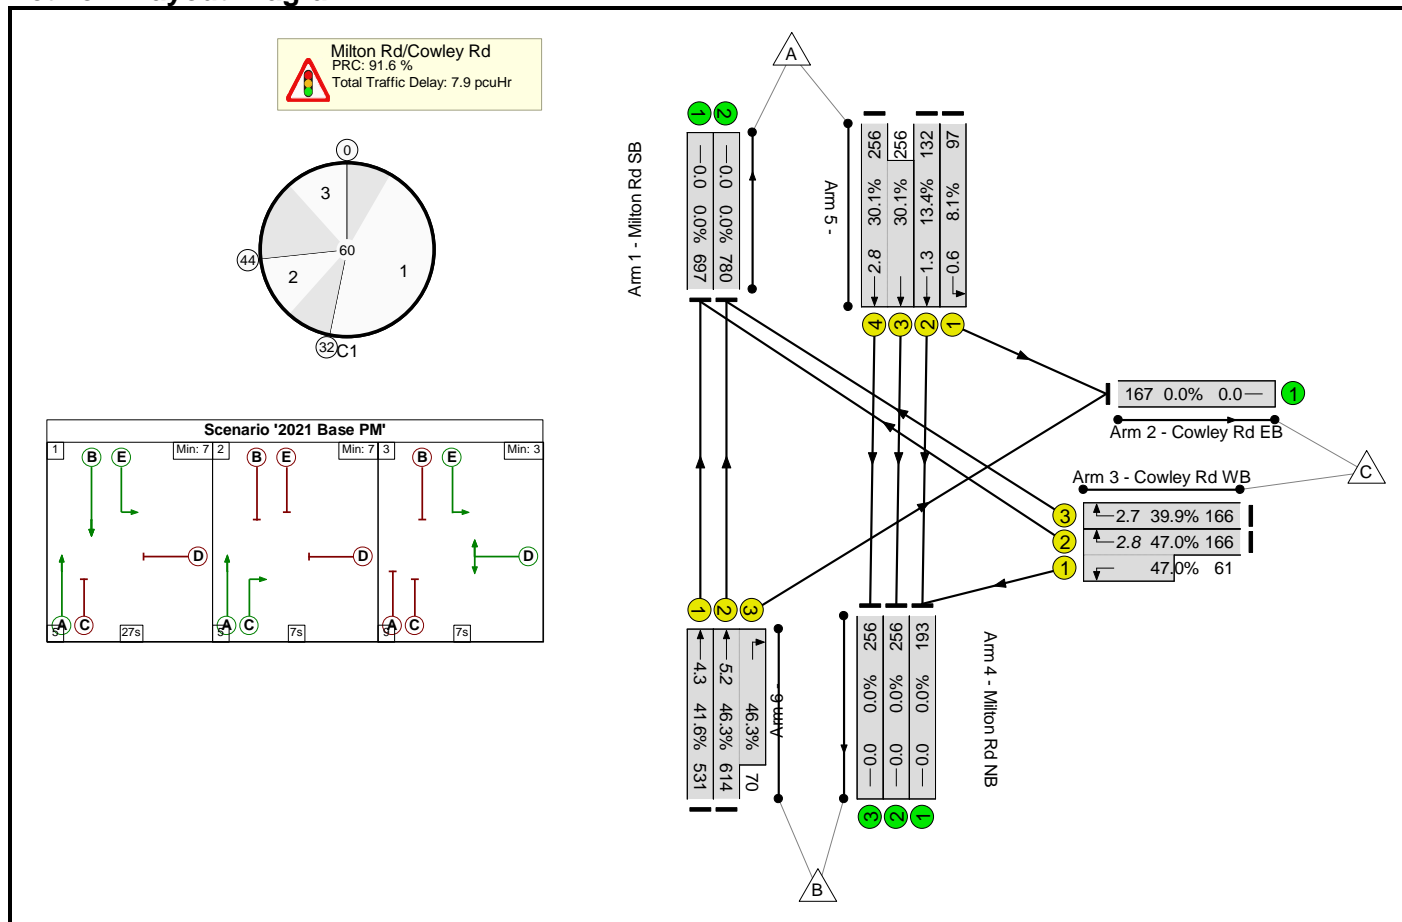 Milton Rd/Cowley Rd
PRC: 91.6 %
Total Traffic Delay: 7.9 pcuHr
0
3
60
1
44
2
32
C1
Scenario '2021 Base PM'
1
Min: 7
B
E
D
A
C
5
27s
2
Min: 7
B
E
D
A
C
5
7s
3
Min: 3
B
E
D
A
C
9
7s
A
Arm 1 - Milton Rd SB
1
2
0.0 0.0% 697
0.0 0.0% 780
Arm 5 -
256 30.1% 2.8
256 30.1%
132 13.4% 1.3
97 8.1% 0.6
4
3
2
1
167 0.0% 0.0
1
Arm 2 - Cowley Rd EB
C
Arm 3 - Cowley Rd WB
3
2.7 39.9% 166
2
2.8 47.0% 166
1
47.0% 61
1
2
3
Arm 6 -
4.3 41.6% 531
5.2 46.3% 614
46.3% 70
Arm 4 - Milton Rd NB
256 0.0% 0.0
256 0.0% 0.0
193 0.0% 0.0
3
2
1
B